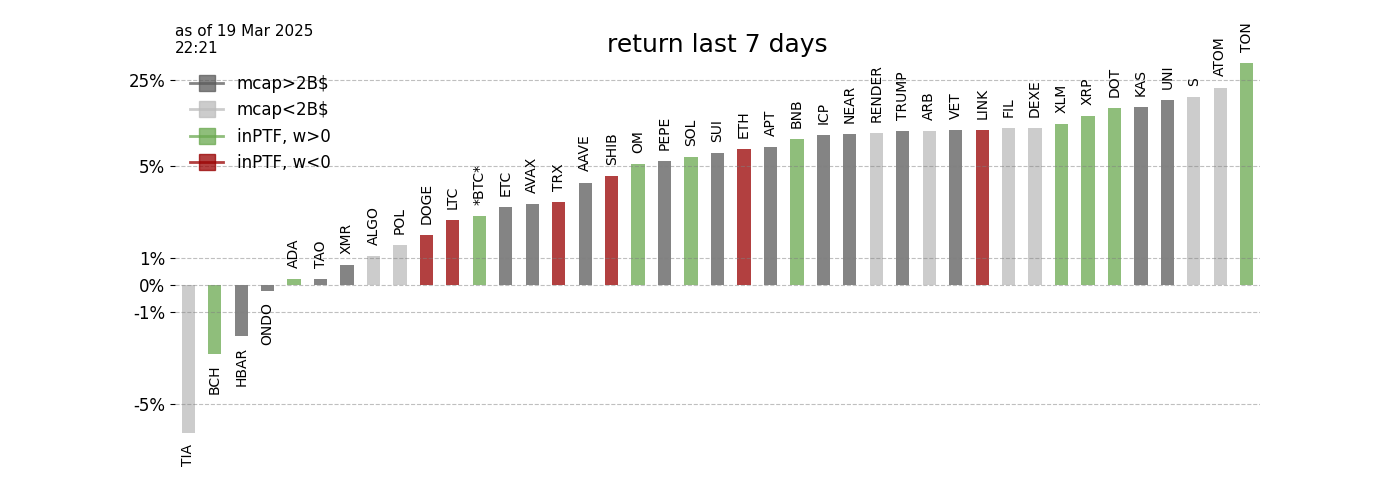 as of 19 Mar 2025
22:21
return last 7 days
mcap>2B$
mcap<2B$
inPTF, w>0
inPTF, w<0
25%
5%
1%
0%
-1%
-5%
TIA
BCH
HBAR
ONDO
ADA
TAO
XMR
ALGO
POL
DOGE
LTC
*BTC*
ETC
AVAX
TRX
AAVE
SHIB
OM
PEPE
SOL
SUI
ETH
APT
BNB
ICP
NEAR
RENDER
TRUMP
ARB
VET
LINK
FIL
DEXE
XLM
XRP
DOT
KAS
UNI
S
ATOM
TON